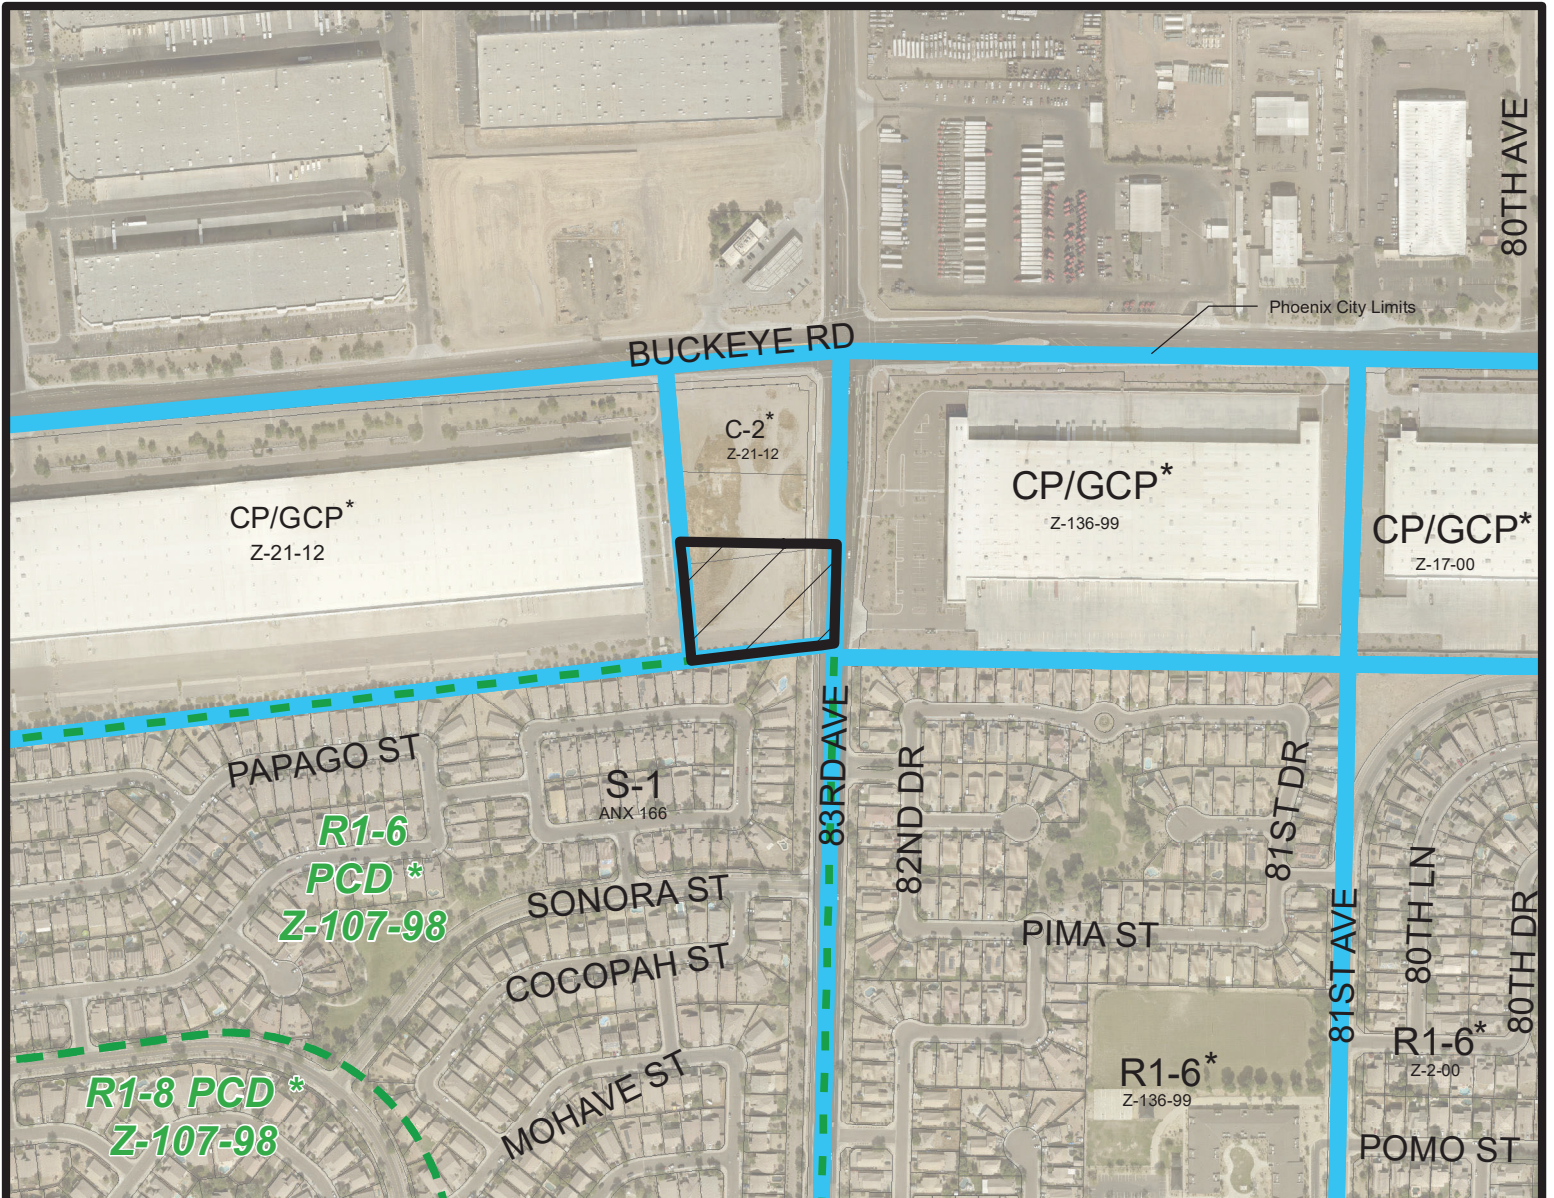 80TH AVE
Phoenix City Limits
BUCKEYE RD
C-2*
Z-21-12
CP/GCP*
Z-136-99
CP/GCP*
Z-21-12
CP/GCP*
Z-17-00
PAPAGO ST
S-1
ANX 166
83RD AVE
82ND DR
81ST DR
R1-6
PCD *
Z-107-98
SONORA ST
COCOPAH ST
PIMA ST
81ST AVE
80TH LN
80TH DR
R1-6*
Z-2-00
R1-6*
Z-136-99
R1-8 PCD *
Z-107-98
MOHAVE ST
POMO ST